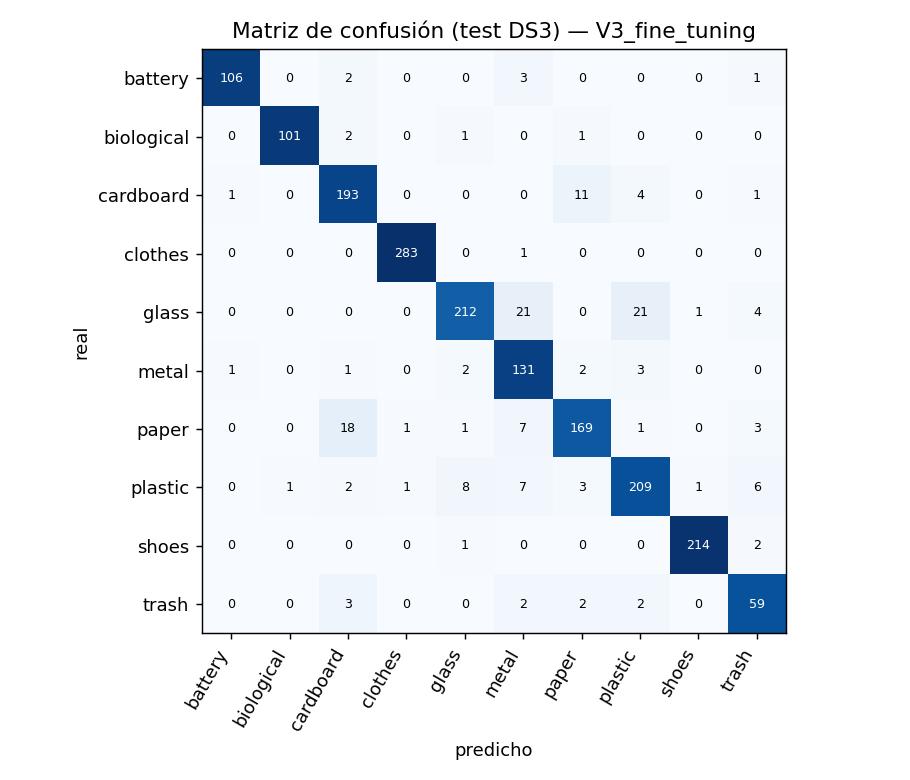 Matriz de confusión (test DS3) — V3_fine_tuning
real
battery 106 0 2 0 0 3 0 0 0 1
biological 0 101 2 0 1 0 1 0 0 0
cardboard 1 0 193 0 0 0 11 4 0 1
clothes 0 0 0 283 0 1 0 0 0 0
glass 0 0 0 0 212 21 0 21 1 4
metal 1 0 1 0 2 131 2 3 0 0
paper 0 0 18 1 1 7 169 1 0 3
plastic 0 1 2 1 8 7 3 209 1 6
shoes 0 0 0 0 1 0 0 0 214 2
trash 0 0 3 0 0 2 2 2 0 59
battery biological cardboard clothes glass metal paper plastic shoes trash
predicho